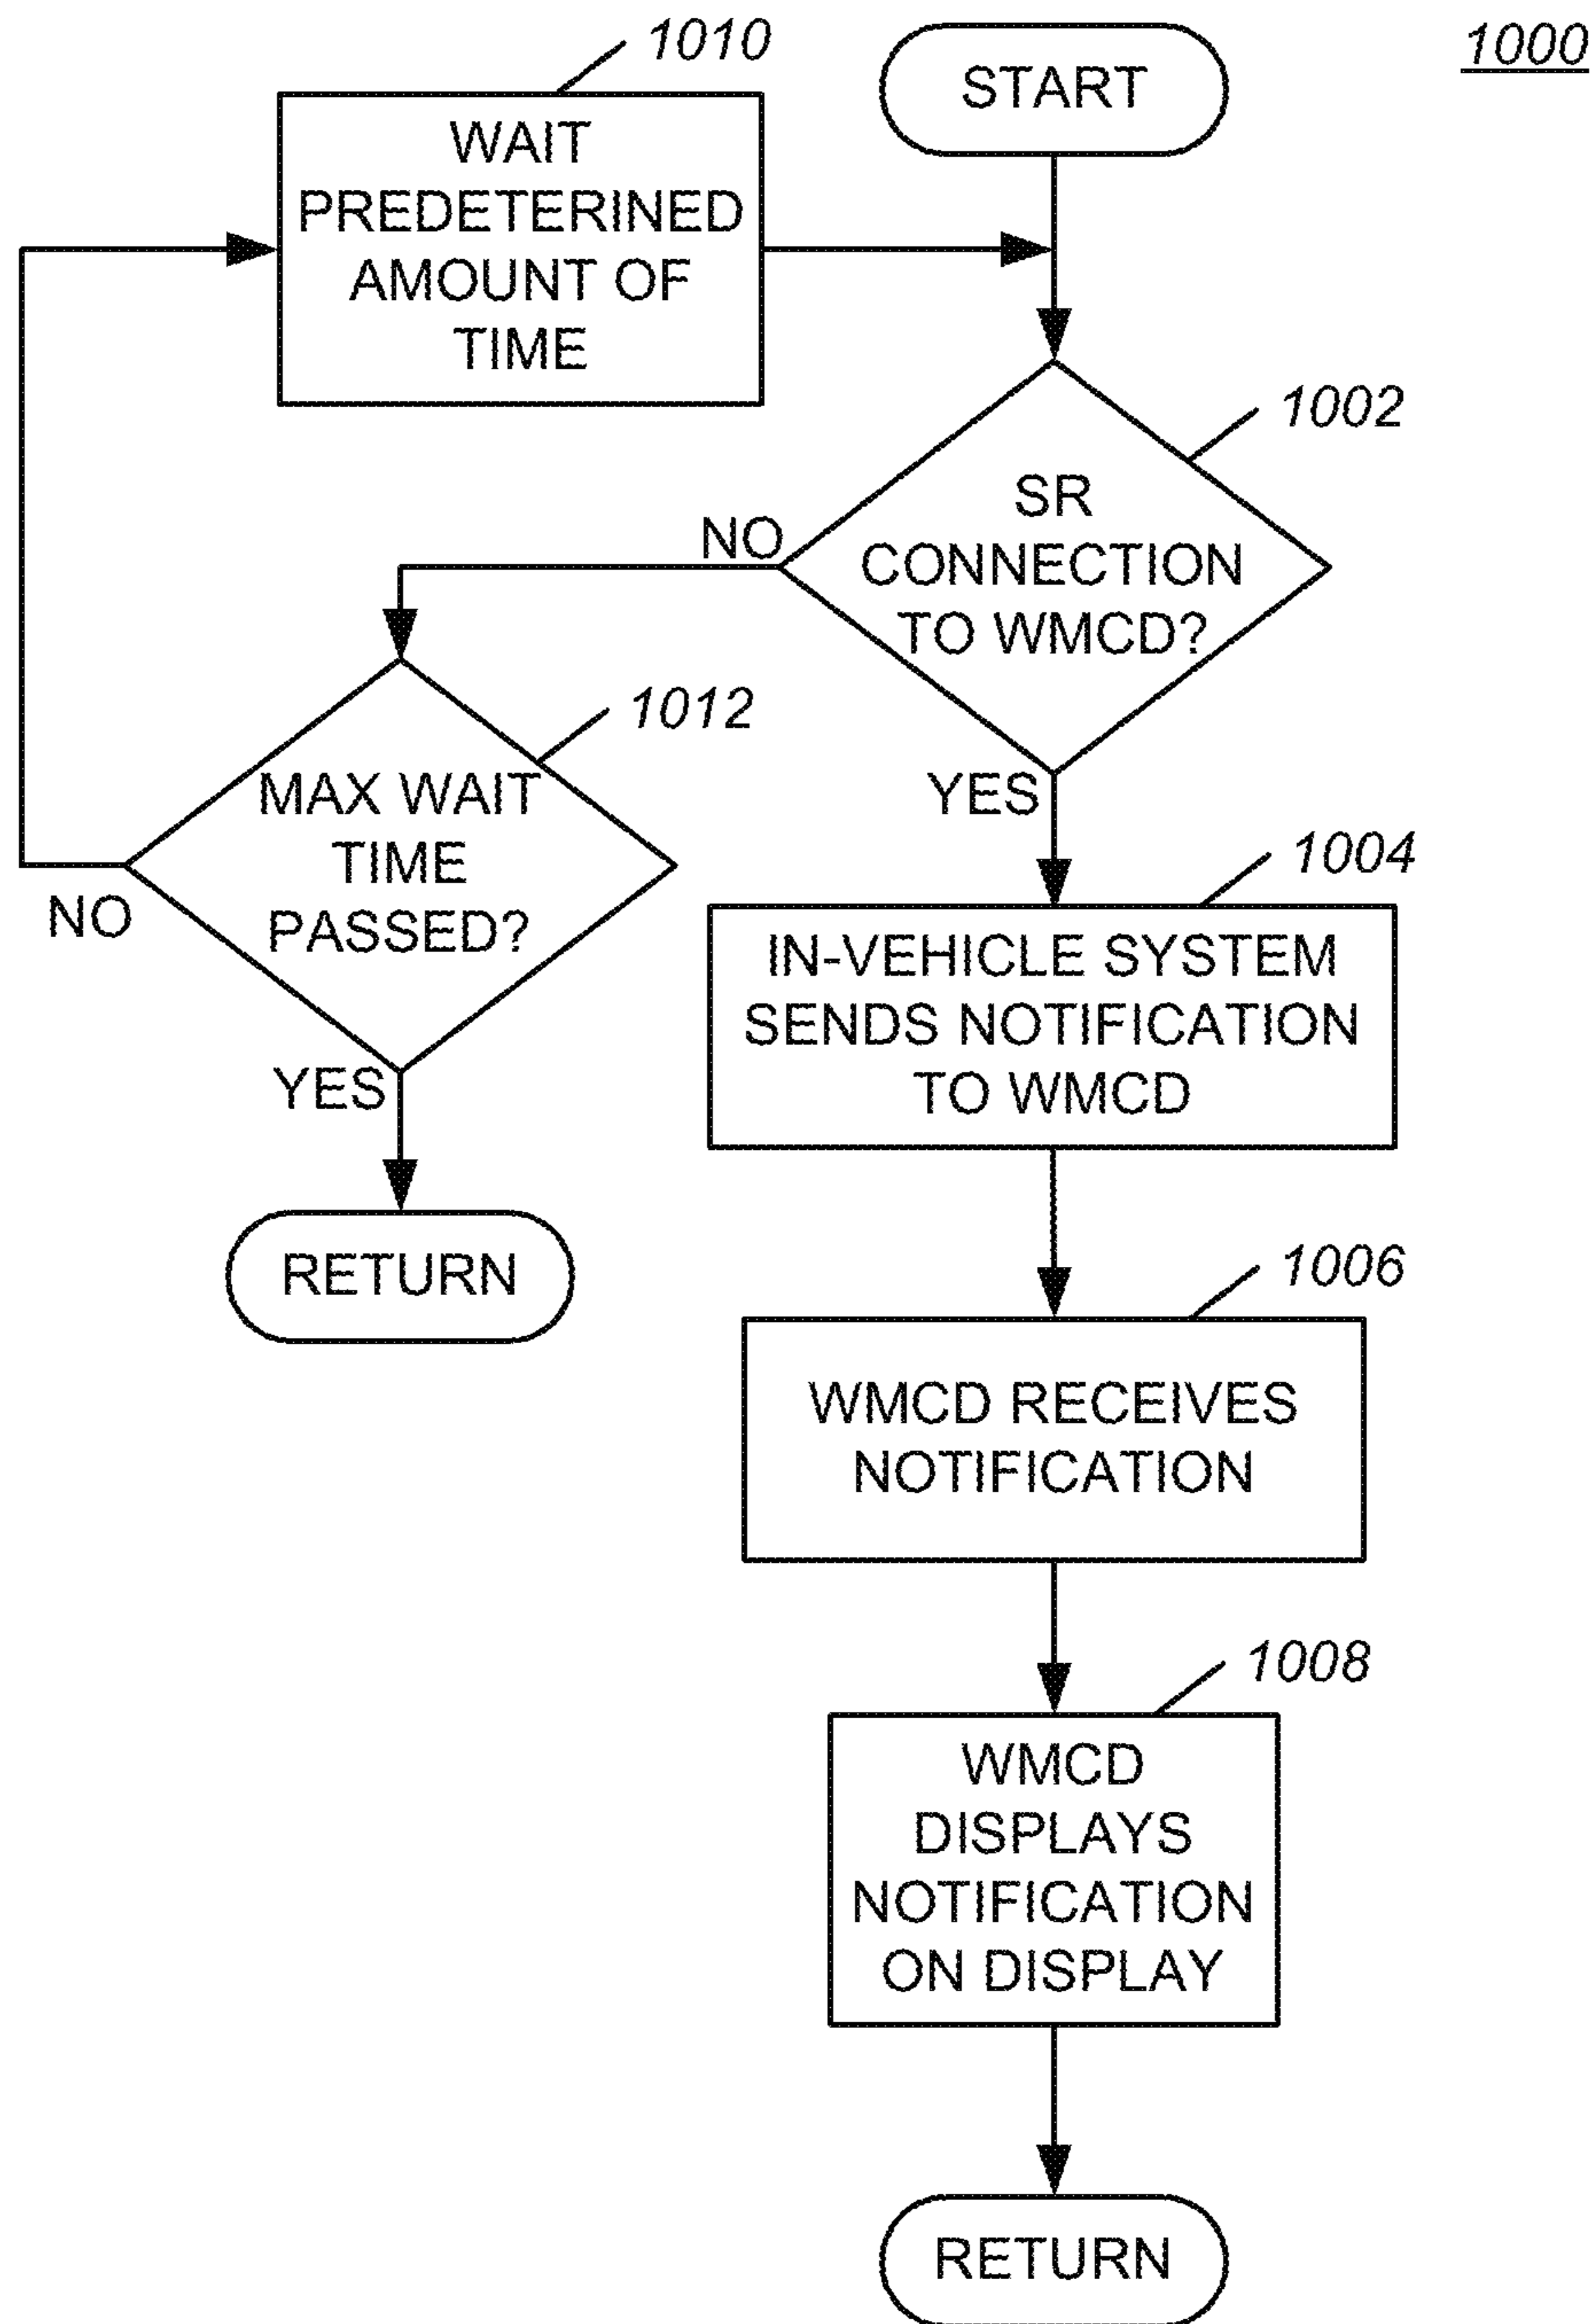 1000
1010
START
WAIT
PREDETERINED
AMOUNT OF
TIME
1002
SR
CONNECTION
TO WMCD?
NO
YES
1012
MAX WAIT
TIME
PASSED?
NO
YES
RETURN
1004
IN-VEHICLE SYSTEM
SENDS NOTIFICATION
TO WMCD
1006
WMCD RECEIVES
NOTIFICATION
1008
WMCD
DISPLAYS
NOTIFICATION
ON DISPLAY
RETURN